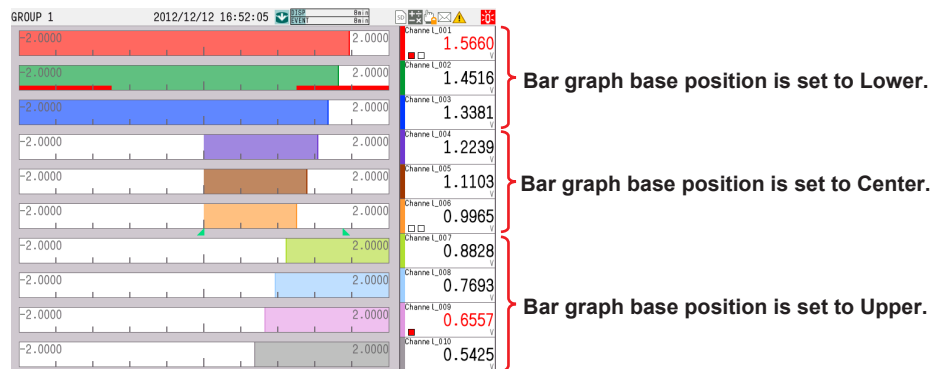 GROUP 1 2012/12/12 16:52:05 DISP 8min
EVENT 8min
SD
-2.0000 2.0000 Channel_001 1.5660 V
-2.0000 2.0000 Channel_002 1.4516 V
Bar graph base position is set to Lower.
-2.0000 2.0000 Channel_003 1.3381 V
-2.0000 2.0000 Channel_004 1.2239 V
-2.0000 2.0000 Channel_005 1.1103 V
Bar graph base position is set to Center.
-2.0000 2.0000 Channel_006 0.9965 V
-2.0000 2.0000 Channel_007 0.8828 V
-2.0000 2.0000 Channel_008 0.7693 V
Bar graph base position is set to Upper.
-2.0000 2.0000 Channel_009 0.6557 V
-2.0000 2.0000 Channel_010 0.5425 V